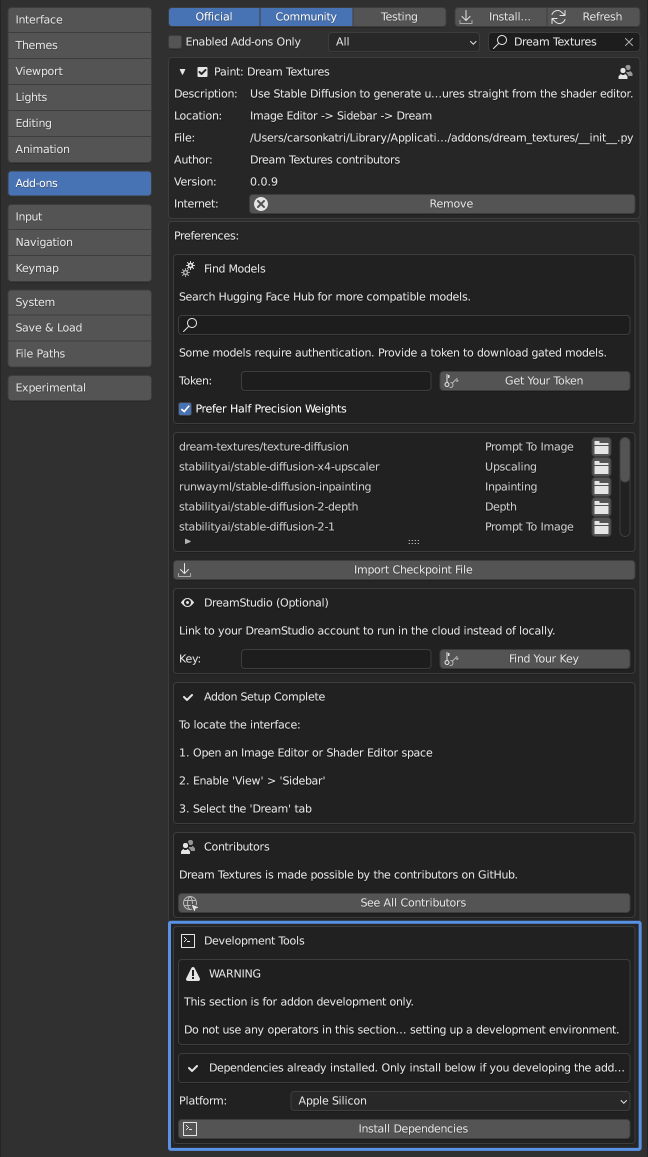 Interface
Themes
Viewport
Lights
Editing
Animation
Add-ons
Input
Navigation
Keymap
System
Save & Load
File Paths
Experimental
Official Community Testing Install... Refresh
Enabled Add-ons Only All Dream Textures
Paint: Dream Textures
Description: Use Stable Diffusion to generate u...ures straight from the shader editor.
Location: Image Editor -> Sidebar -> Dream
File: /Users/carsonkatri/Library/Applicati.../addons/dream_textures/__init__.py
Author: Dream Textures contributors
Version: 0.0.9
Internet: Remove
Preferences:
Find Models
Search Hugging Face Hub for more compatible models.
Some models require authentication. Provide a token to download gated models.
Token: Get Your Token
Prefer Half Precision Weights
dream-textures/texture-diffusion Prompt To Image
stabilityai/stable-diffusion-x4-upscaler Upscaling
runwayml/stable-diffusion-inpainting Inpainting
stabilityai/stable-diffusion-2-depth Depth
stabilityai/stable-diffusion-2-1 Prompt To Image
Import Checkpoint File
DreamStudio (Optional)
Link to your DreamStudio account to run in the cloud instead of locally.
Key: Find Your Key
Addon Setup Complete
To locate the interface:
1. Open an Image Editor or Shader Editor space
2. Enable 'View' > 'Sidebar'
3. Select the 'Dream' tab
Contributors
Dream Textures is made possible by the contributors on GitHub.
See All Contributors
Development Tools
WARNING
This section is for addon development only.
Do not use any operators in this section... setting up a development environment.
Dependencies already installed. Only install below if you developing the add...
Platform: Apple Silicon
Install Dependencies